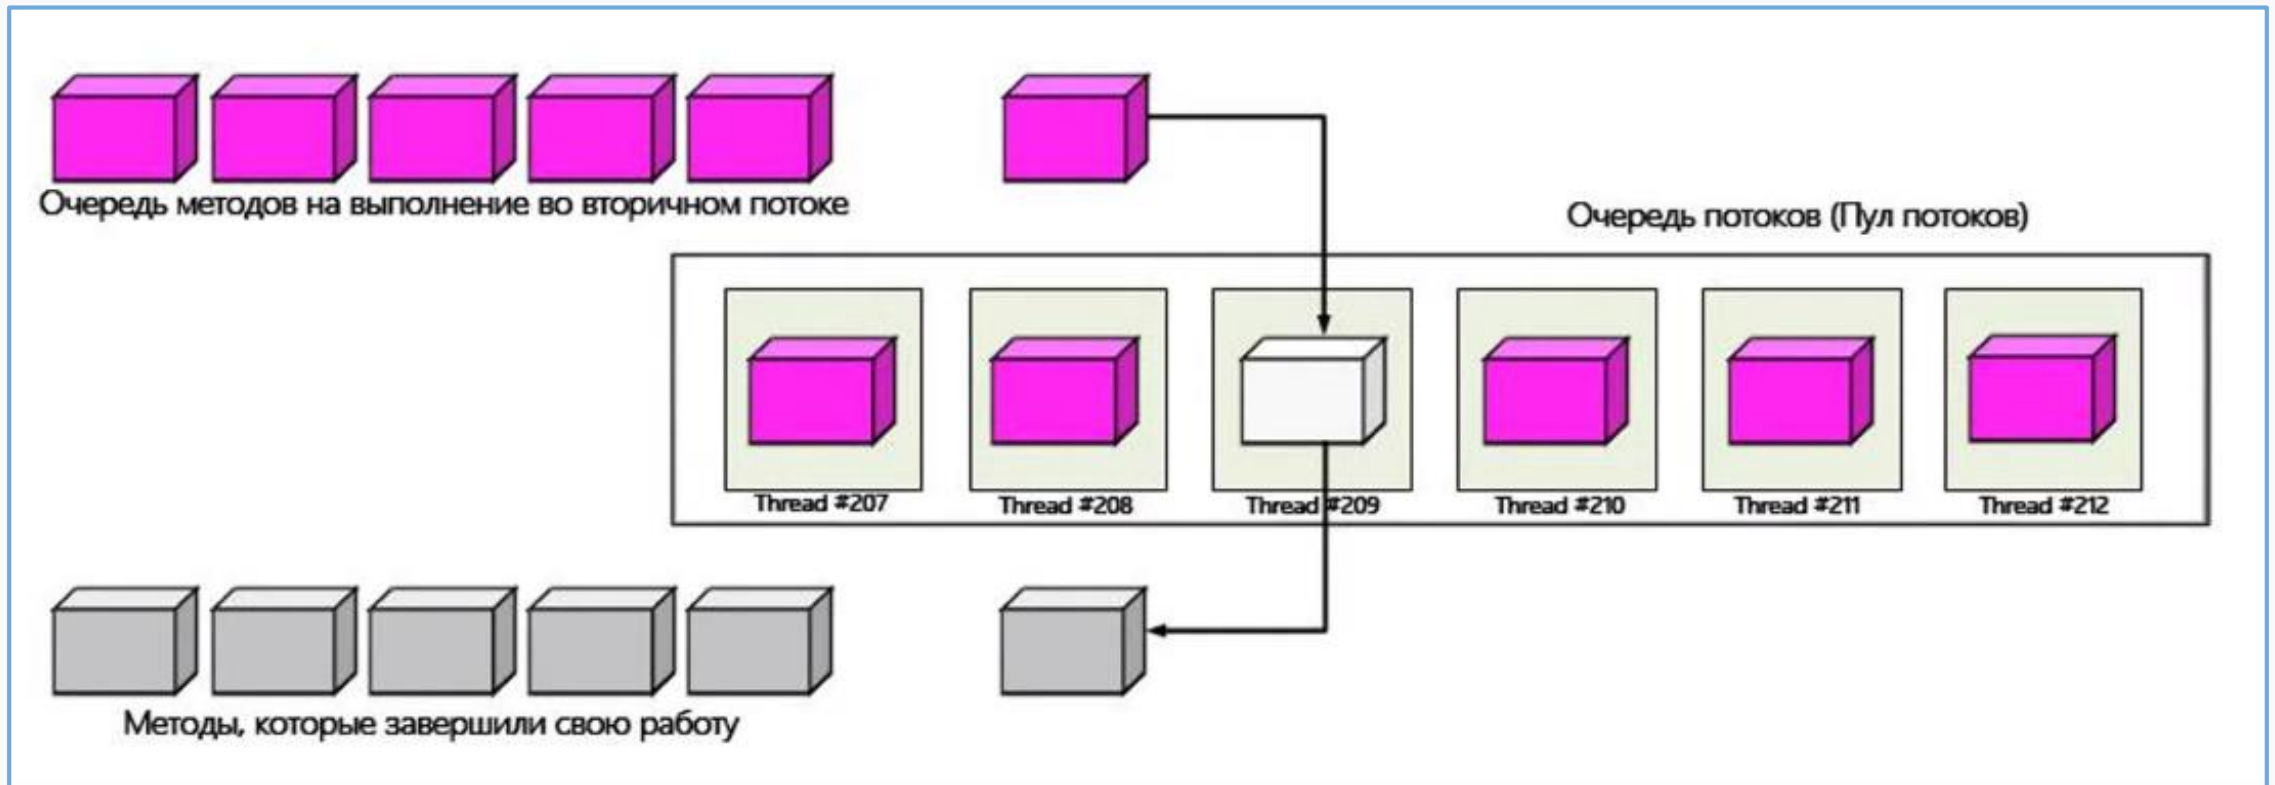 Очередь методов на выполнение во вторичном потоке
Очередь потоков (Пул потоков)
Thread #207
Thread #208
Thread #209
Thread #210
Thread #211
Thread #212
Методы, которые завершили свою работу